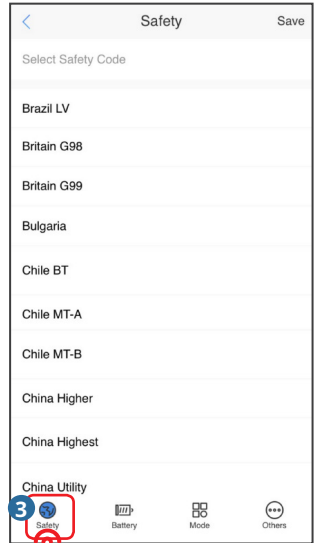 Safety Save
Select Safety Code
Brazil LV
Britain G98
Britain G99
Bulgaria
Chile BT
Chile MT-A
Chile MT-B
China Higher
China Highest
China Utility
3
Safety Battery Mode Others